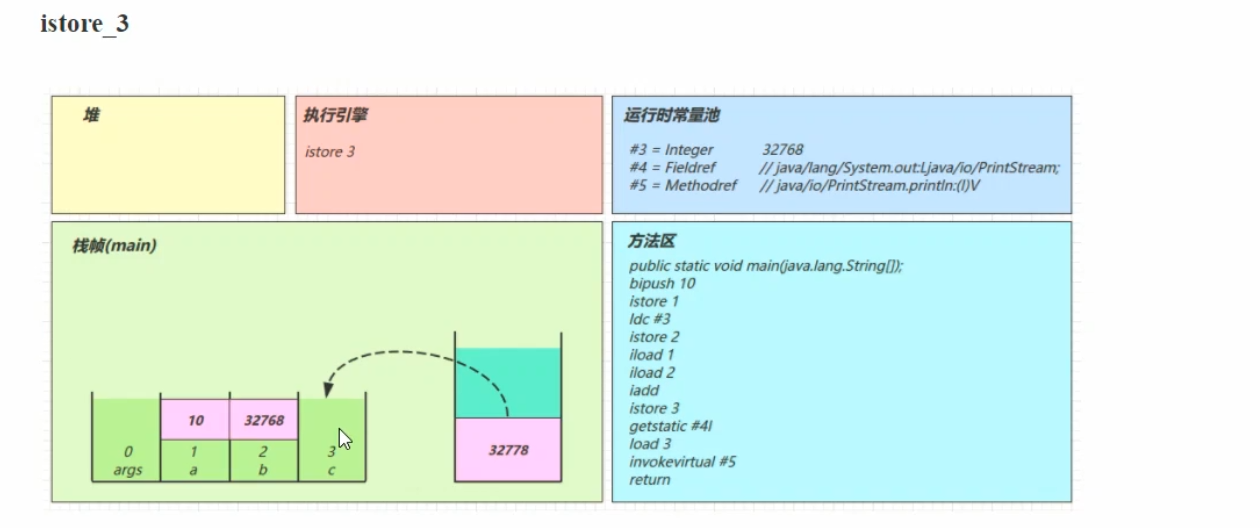 istore_3
堆
执行引擎
istore 3
运行时常量池
#3 = Integer 32768
#4 = Fieldref // java/lang/System.out:Ljava/io/PrintStream;
#5 = Methodref // java/io/PrintStream.println:(I)V
栈帧(main)
10 32768
0 1 2 3
args a b c
32778
方法区
public static void main(java.lang.String[]);
bipush 10
istore 1
ldc #3
istore 2
iload 1
iload 2
iadd
istore 3
getstatic #4I
load 3
invokevirtual #5
return